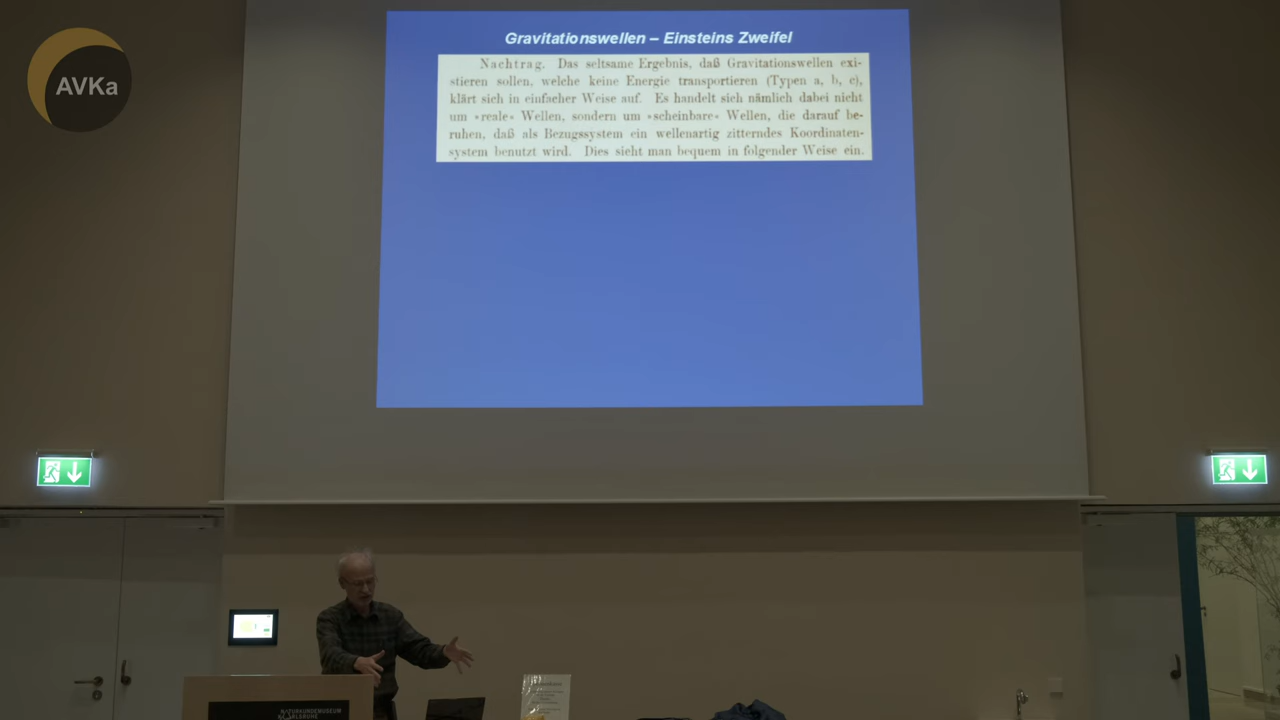 AVKa
Gravitationswellen – Einsteins Zweifel
Nachtrag. Das seltsame Ergebnis, daß Gravitationswellen exi-
stieren sollen, welche keine Energie transportieren (Typen a, b, c),
klärt sich in einfacher Weise auf. Es handelt sich nämlich dabei nicht
um »reale« Wellen, sondern um »scheinbare« Wellen, die darauf be-
ruhen, daß als Bezugssystem ein wellenartig zitterndes Koordinaten-
system benutzt wird. Dies sieht man bequem in folgender Weise ein.
NATURKUNDEMUSEUM
KARLSRUHE